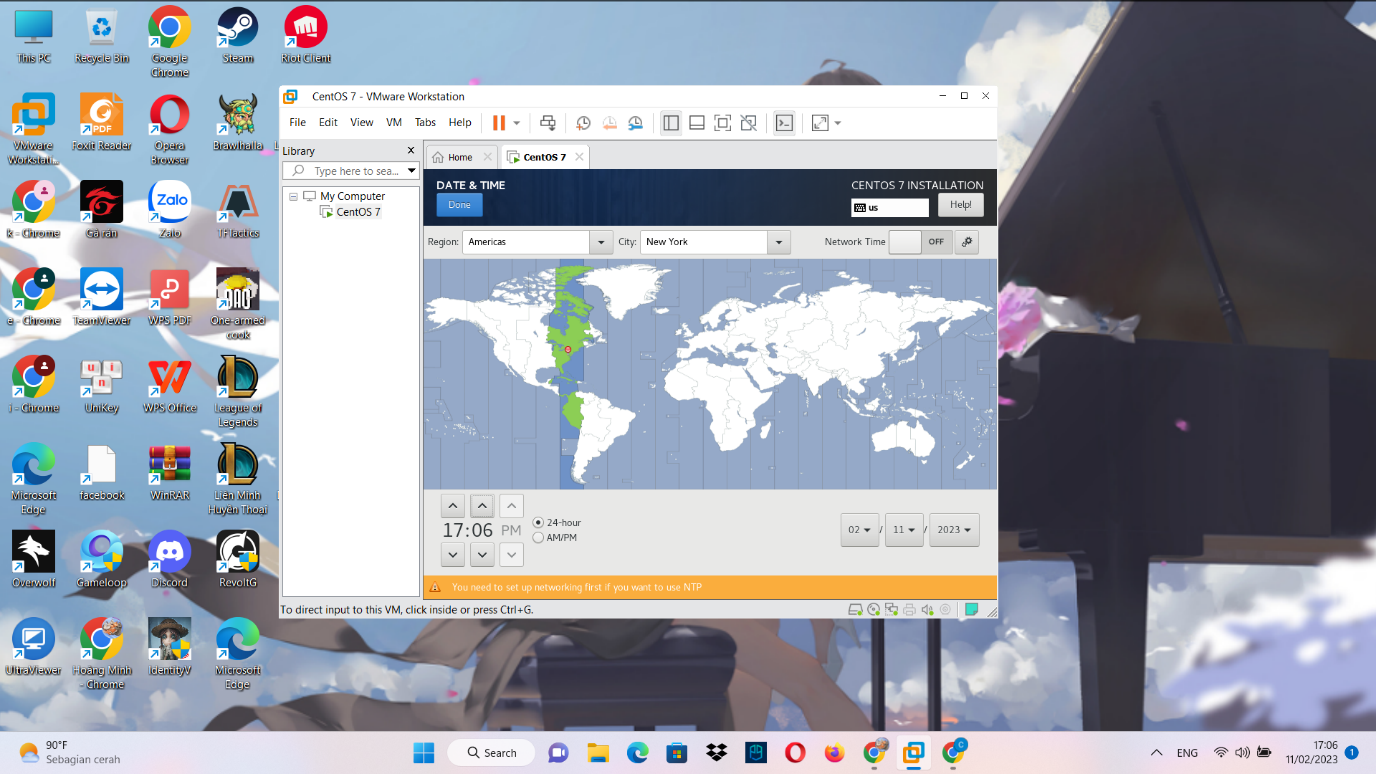 This PC
Recycle Bin
Google
Chrome
Steam
Riot Client
VMware
Workstati...
Foxit Reader
Opera
Browser
Brawlhalla
k - Chrome
Gà rán
Zalo
TFTactics
e - Chrome
TeamViewer
WPS PDF
One-armed
cook
i - Chrome
UniKey
WPS Office
League of
Legends
Microsoft
Edge
facebook
WinRAR
Liên Minh
Huyền Thoại
Overwolf
Gameloop
Discord
RevoltG
UltraViewer
Hoàng Minh
- Chrome
IdentityV
Microsoft
Edge
CentOS 7 - VMware Workstation
File Edit View VM Tabs Help
Library
Type here to sea...
My Computer
CentOS 7
Home
CentOS 7
DATE & TIME
Done
CENTOS 7 INSTALLATION
us
Help!
Region: Americas City: New York Network Time OFF
17:06 PM
24-hour
AM/PM
02 / 11 / 2023
You need to set up networking first if you want to use NTP
To direct input to this VM, click inside or press Ctrl+G.
90°F
Sebagian cerah
Search
ENG
17:06
11/02/2023
1